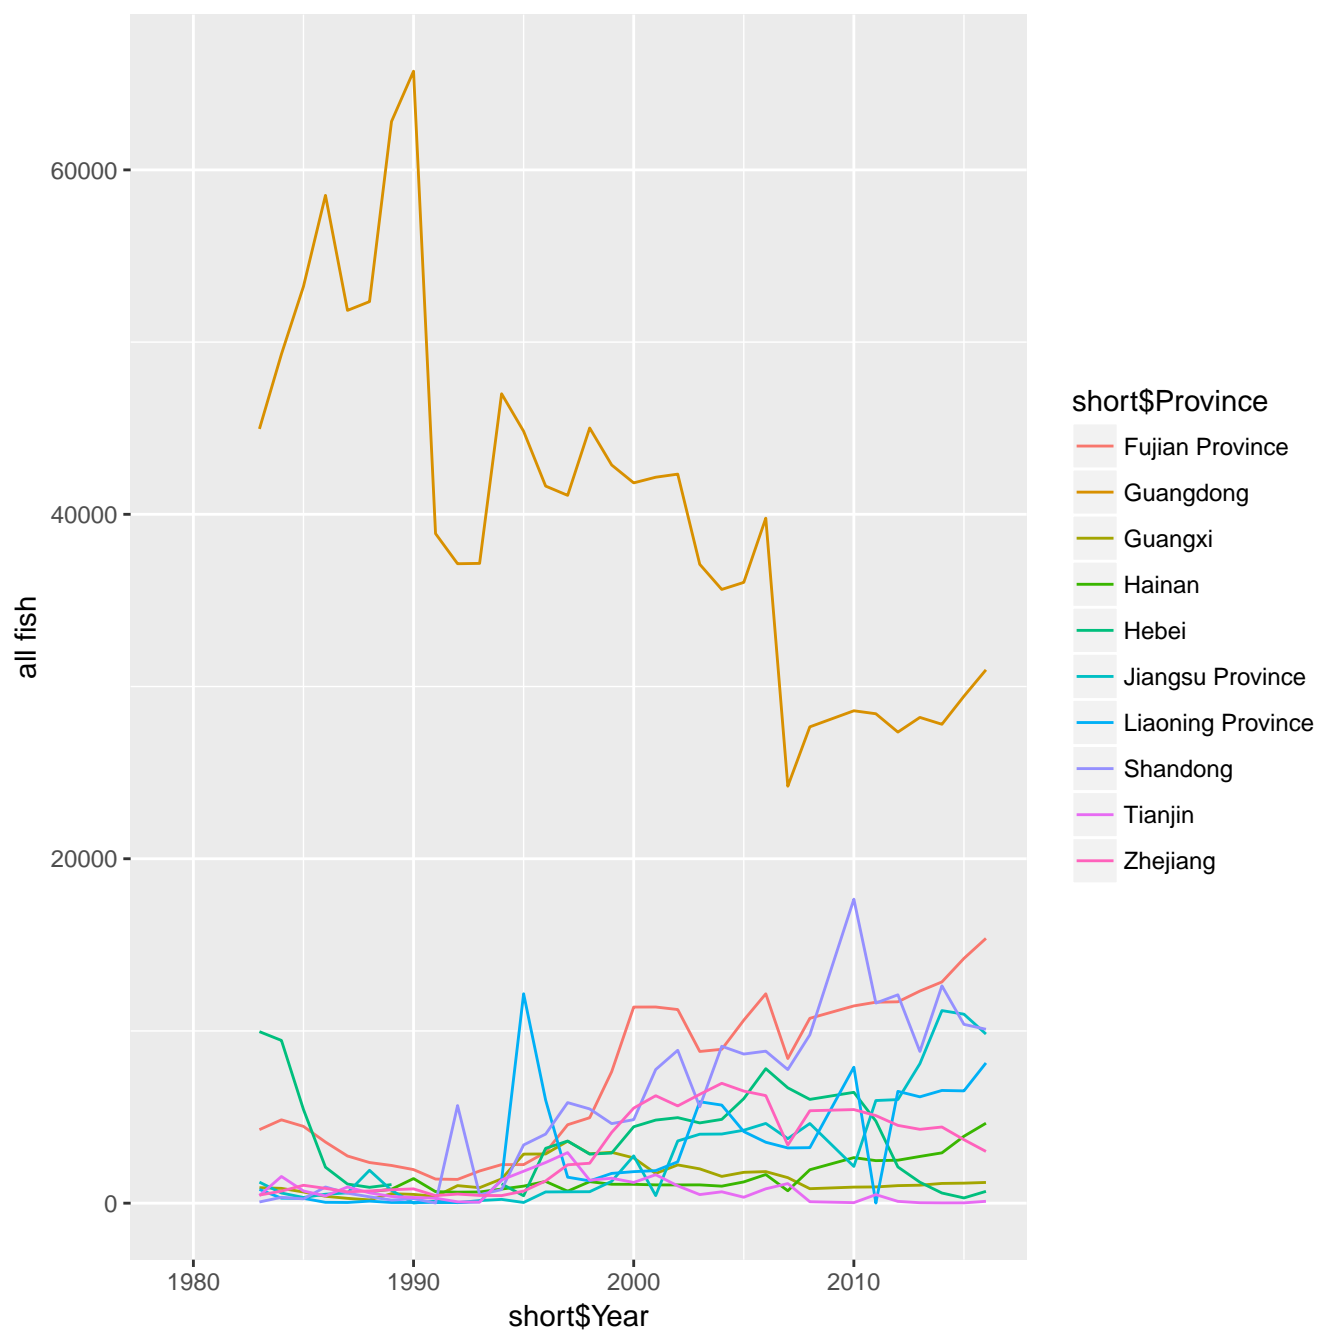 60000
40000
20000
0
all fish
1980
1990
2000
2010
short$Year
short$Province
Fujian Province
Guangdong
Guangxi
Hainan
Hebei
Jiangsu Province
Liaoning Province
Shandong
Tianjin
Zhejiang